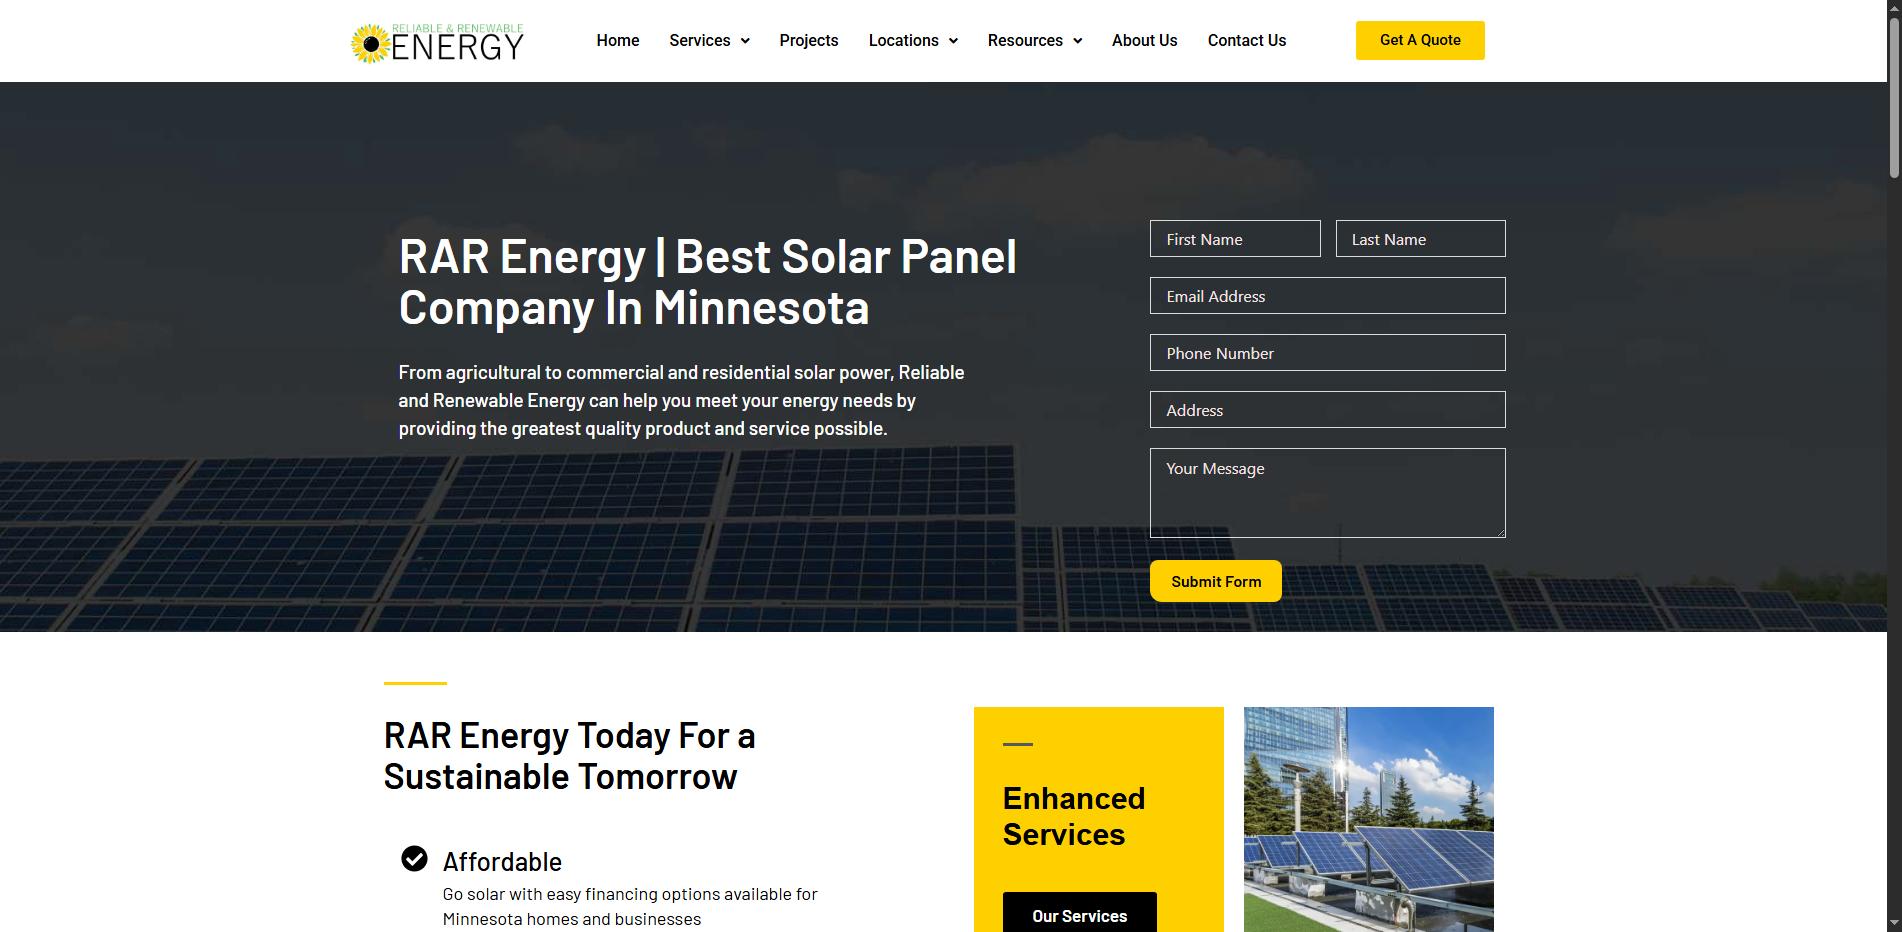 RELIABLE & RENEWABLE
ENERGY
Home
Services
Projects
Locations
Resources
About Us
Contact Us
Get A Quote
RAR Energy | Best Solar Panel
Company In Minnesota
From agricultural to commercial and residential solar power, Reliable
and Renewable Energy can help you meet your energy needs by
providing the greatest quality product and service possible.
First Name
Last Name
Email Address
Phone Number
Address
Your Message
Submit Form
RAR Energy Today For a
Sustainable Tomorrow
Affordable
Go solar with easy financing options available for
Minnesota homes and businesses
Enhanced
Services
Our Services